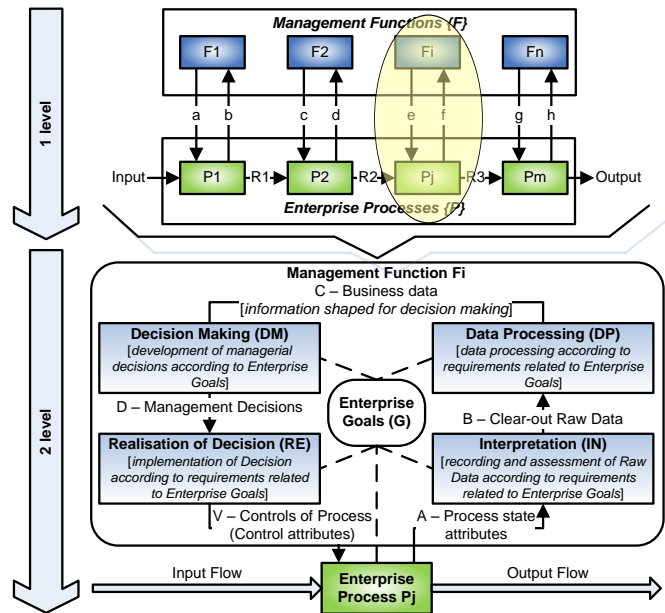 Management Functions {F}
F1
F2
Fi
Fn
a
b
c
d
e
f
g
h
1 level
Input
P1
R1
P2
R2
Pj
R3
Pm
Output
Enterprise Processes {P}
Management Function Fi
C – Business data
[information shaped for decision making]
Decision Making (DM)
[development of managerial
decisions according to Enterprise
Goals]
Data Processing (DP)
[data processing according to
requirements related to Enterprise
Goals]
Enterprise
Goals (G)
D – Management Decisions
B – Clear-out Raw Data
2 level
Realisation of Decision (RE)
[implementation of Decision
according to requirements related
to Enterprise Goals]
Interpretation (IN)
[recording and assessment of Raw
Data according to requirements
related to Enterprise Goals]
V – Controls of Process
(Control attributes)
A – Process state
attributes
Input Flow
Enterprise
Process Pj
Output Flow